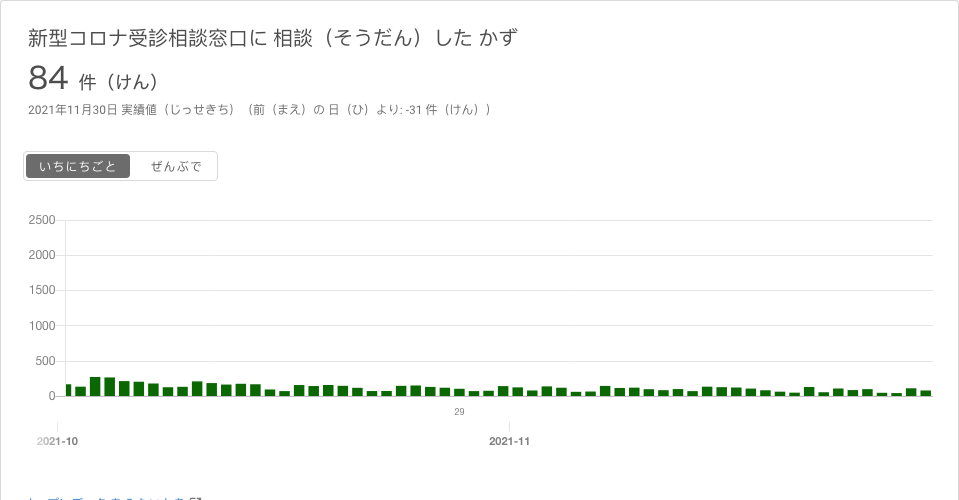 新型コロナ受診相談窓口に 相談（そうだん）した かず
84 件（けん）
2021年11月30日 実績値（じっせきち）（前（まえ）の 日（ひ）より: -31 件（けん））
いちにちごと ぜんぶで
2500
2000
1500
1000
500
0
29
2021-10 2021-11